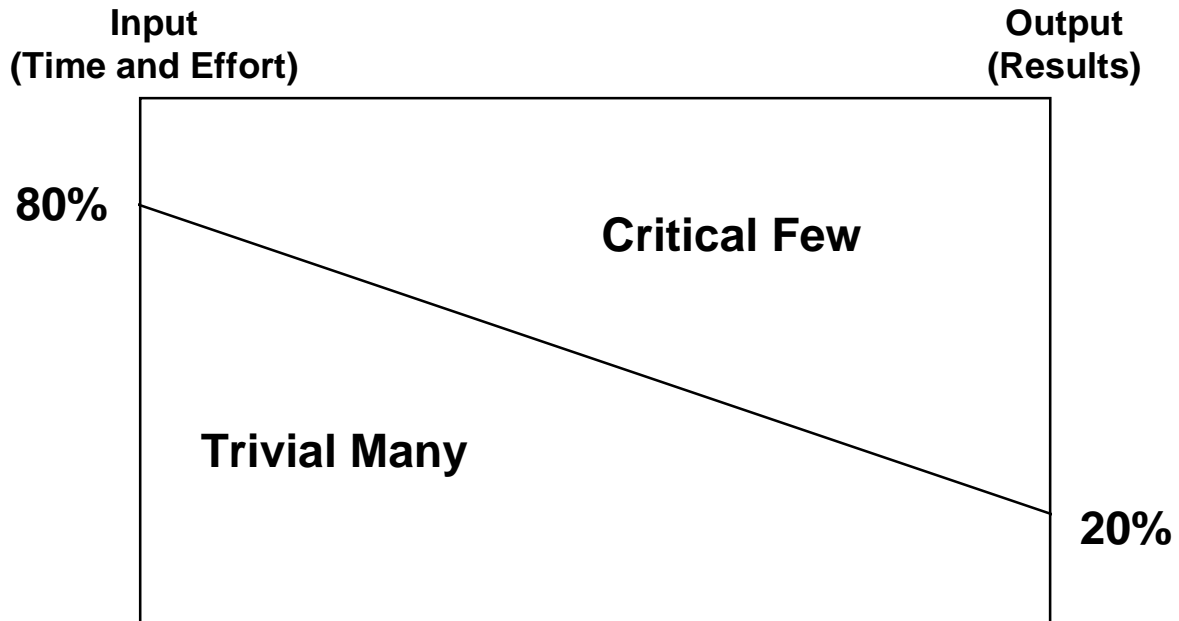 Input
(Time and Effort)
Output
(Results)
80%
Critical Few
Trivial Many
20%